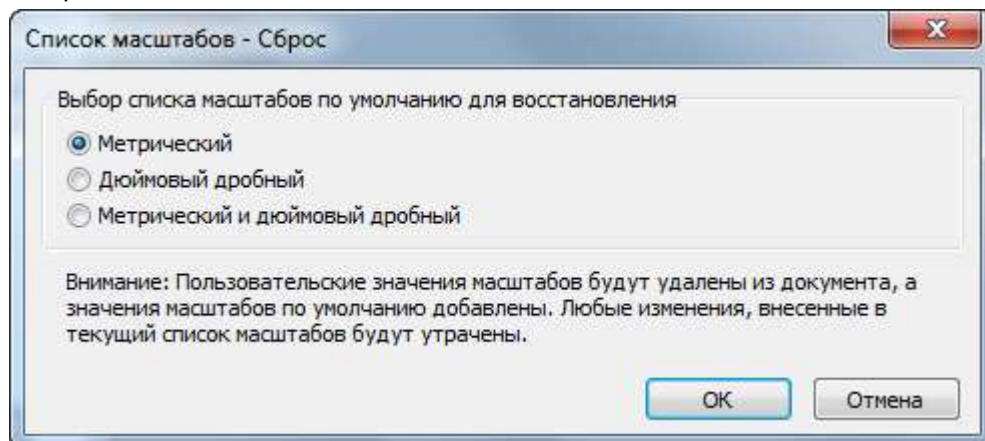 Список масштабов - Сброс
Выбор списка масштабов по умолчанию для восстановления
Метрический
Дюймовый дробный
Метрический и дюймовый дробный
Внимание: Пользовательские значения масштабов будут удалены из документа, а
значения масштабов по умолчанию добавлены. Любые изменения, внесенные в
текущий список масштабов будут утрачены.
ОК Отмена